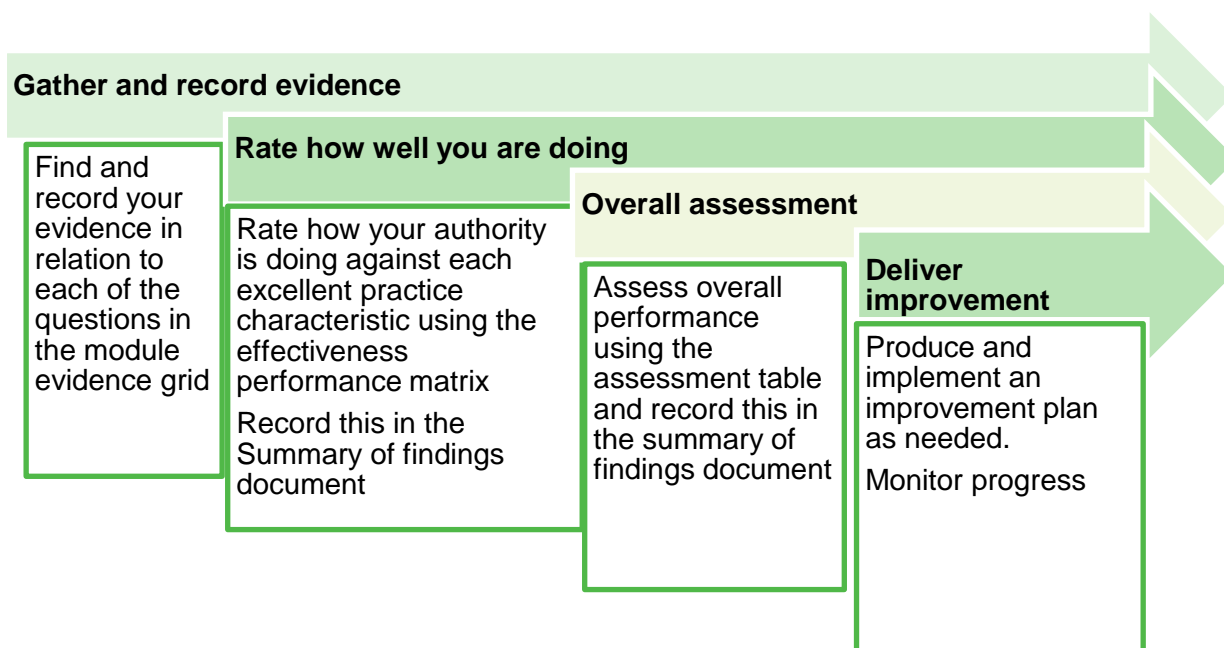 Gather and record evidence
Find and
record your
evidence in
relation to
each of the
questions in
the module
evidence grid
Rate how well you are doing
Rate how your authority
is doing against each
excellent practice
characteristic using the
effectiveness
performance matrix
Record this in the
Summary of findings
document
Overall assessment
Assess overall
performance
using the
assessment table
and record this in
the summary of
findings document
Deliver
improvement
Produce and
implement an
improvement plan
as needed.
Monitor progress